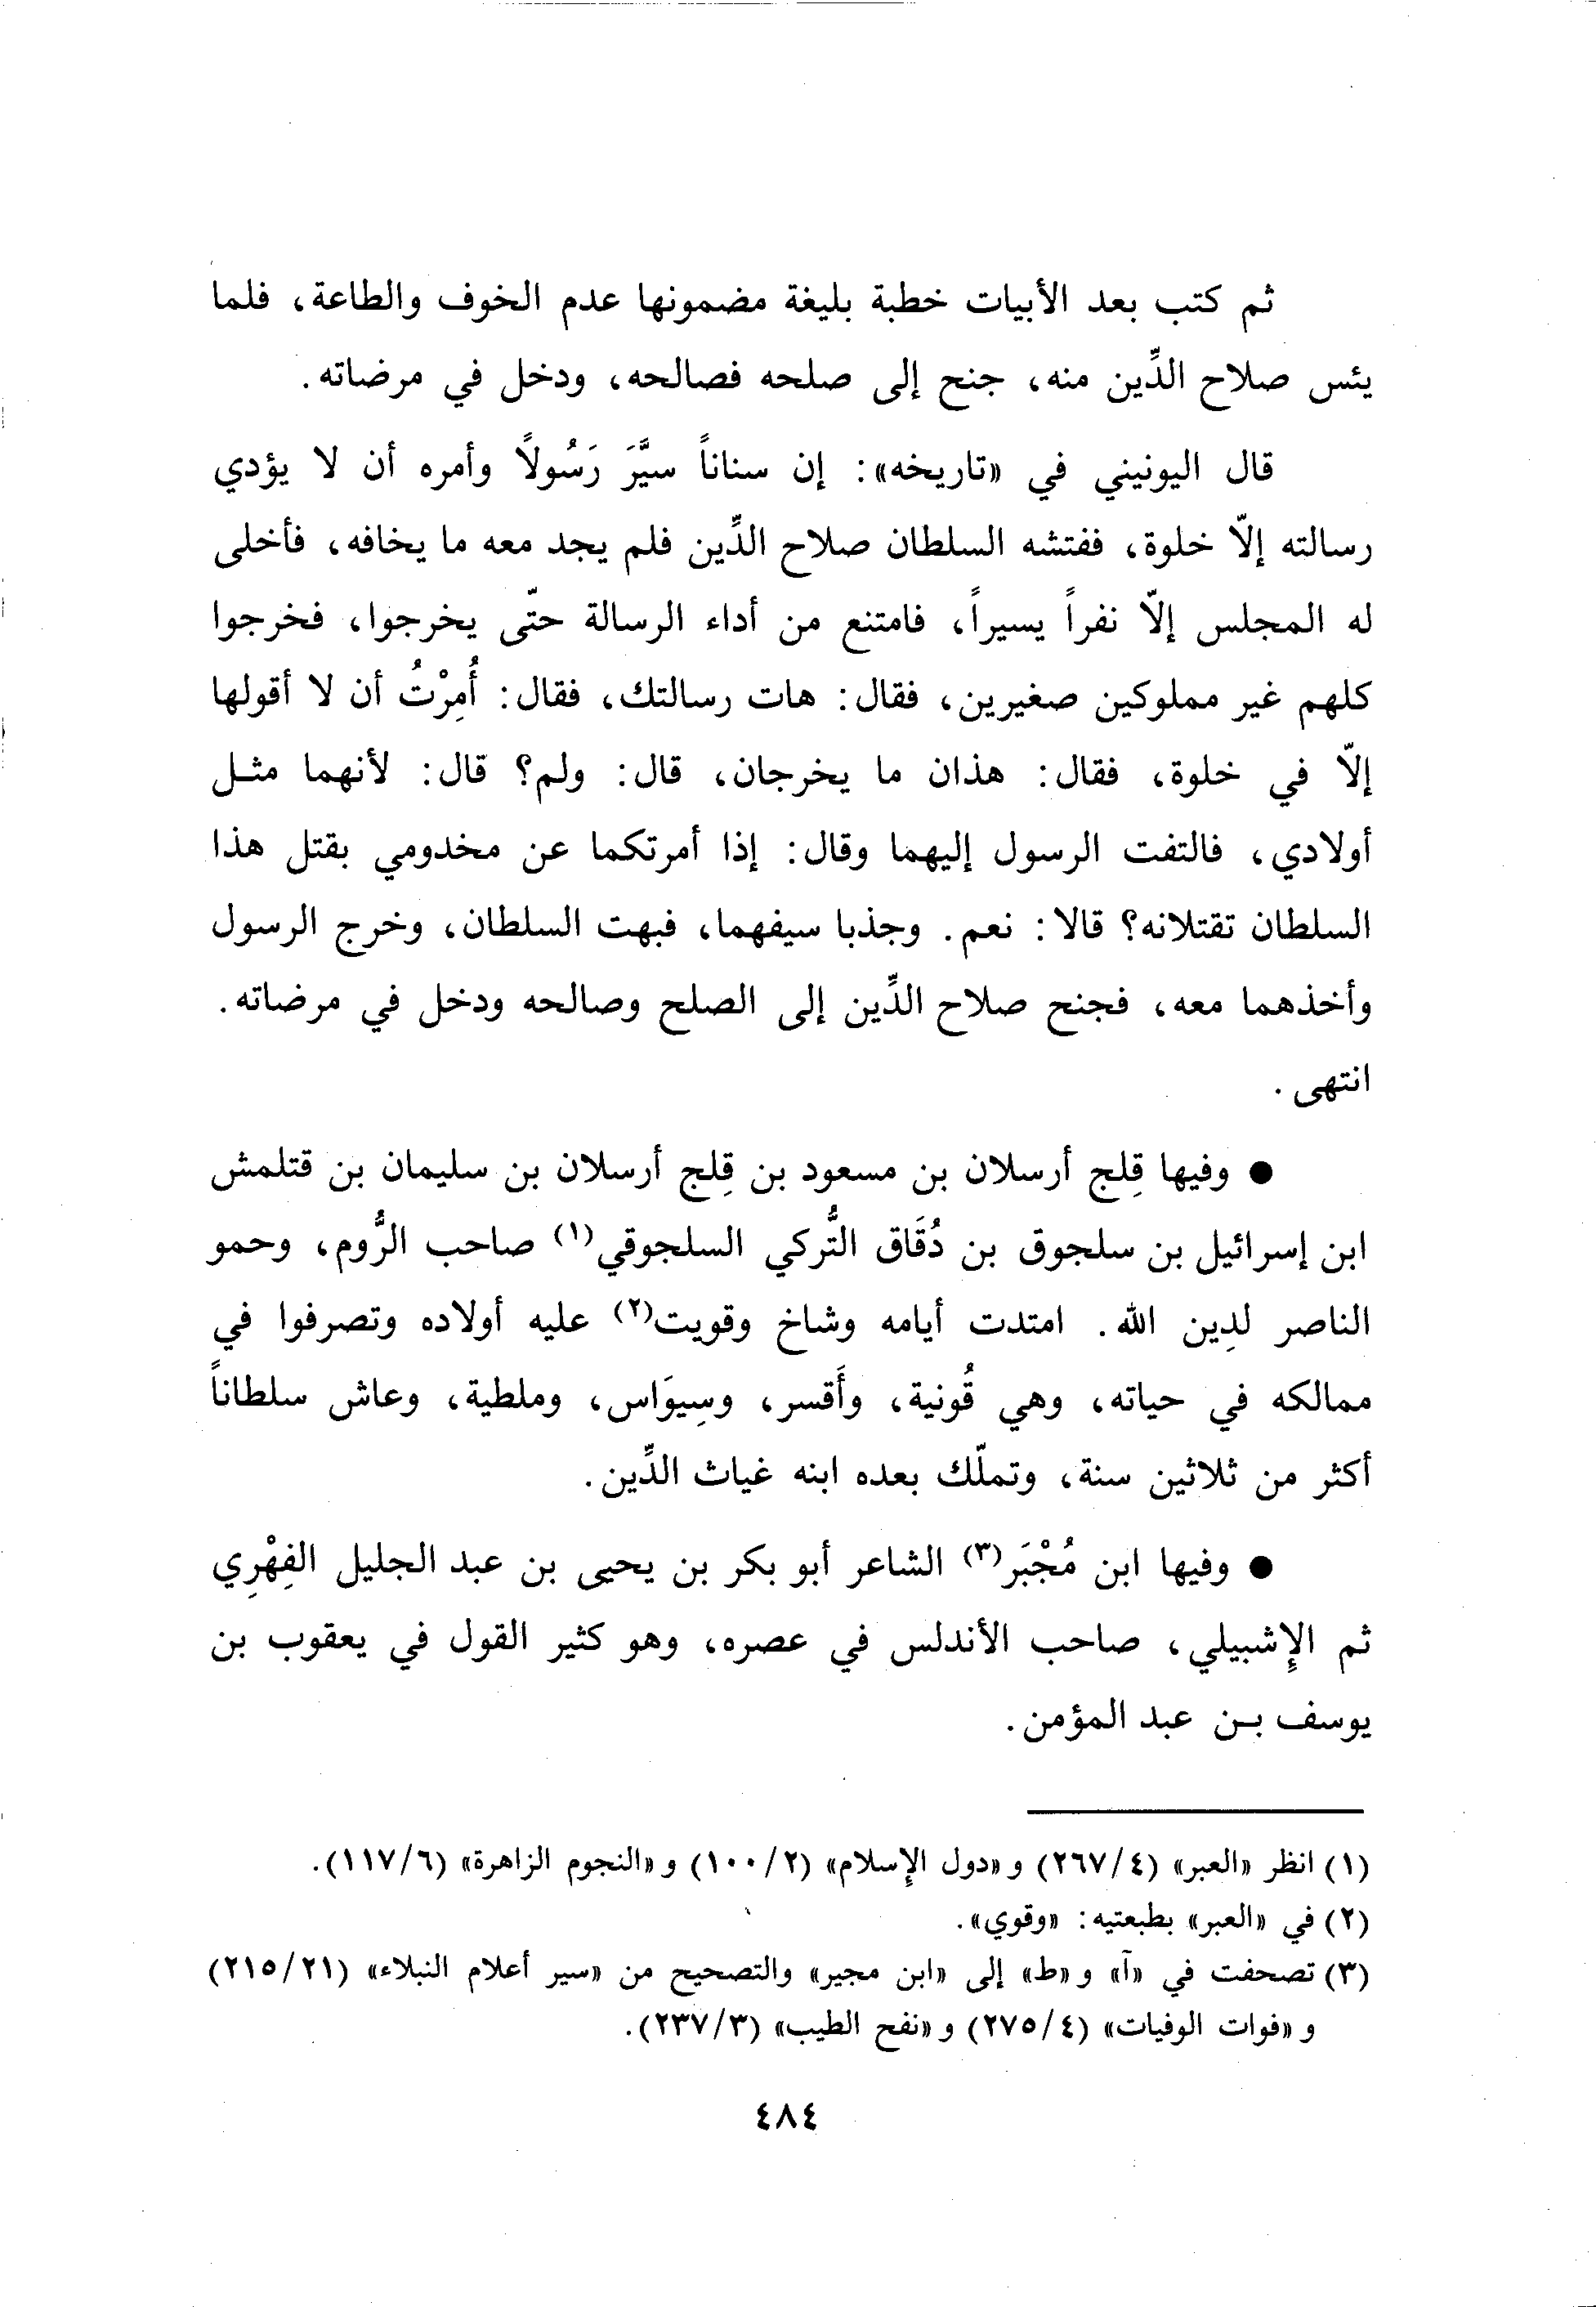 ثم كتب بعد الأبيات خطبة بليغة مضمونها عدم الخوف والطاعة، فلما
يئس صلاح الدِّين منه، جنح إلى صلحه فصالحه، ودخل في مرضاته.
قال اليونيني في «تاريخه»: إن سناناً سيَّرَ رَسُولاً وأمره أن لا يؤدي
رسالته إلّا خلوة، ففتشه السلطان صلاح الدِّين فلم يجد معه ما يخافه، فأخلى
له المجلس إلّا نفراً يسيراً، فامتنع من أداء الرسالة حتّى يخرجوا، فخرجوا
كلهم غير مملوكين صغيرين، فقال: هات رسالتك، فقال: أُمِرْتُ أن لا أقولها
إلّا في خلوة، فقال: هذان ما يخرجان، قال: ولم؟ قال: لأنهما مثـل
أولادي، فالتفت الرسول إليهما وقال: إذا أمرتكما عن مخدومي بقتل هذا
السلطان تقتلانه؟ قالا: نعم. وجذبا سيفهما، فبهت السلطان، وخرج الرسول
وأخذهما معه، فجنح صلاح الدِّين إلى الصلح وصالحه ودخل في مرضاته.
انتهى.
● وفيها قِلج أرسلان بن مسعود بن قِلج أرسلان بن سليمان بن قتلمش
ابن إسرائيل بن سلجوق بن دُقَاق التُّركي السلجوقي(١) صاحب الرُّوم، وحمو
الناصر لدِين الله. امتدت أيامه وشاخ وقويت(٢) عليه أولاده وتصرفوا في
ممالكه في حياته، وهي قُونية، وأَقسر، وسِيوَاس، وملطية، وعاش سلطاناً
أكثر من ثلاثين سنة، وتملّك بعده ابنه غياث الدِّين.
● وفيها ابن مُجْبَر(٣) الشاعر أبو بكر بن يحيى بن عبد الجليل الفِهْرِي
ثم الإِشبيلي، صاحب الأندلس في عصره، وهو كثير القول في يعقوب بن
يوسف بـن عبد المؤمن.
(١) انظر «العبر» (٢٦٧/٤) و«دول الإسلام» (١٠٠/٢) و«النجوم الزاهرة» (١١٧/٦).
(٢) في «العبر» بطبعتيه: «وقوي».
(٣) تصحفت في «آ» و«ط» إلى «ابن مجير» والتصحيح من «سير أعلام النبلاء» (٢١٥/٢١)
و«فوات الوفيات» (٢٧٥/٤) و«نفح الطيب» (٢٣٧/٣).
٤٨٤